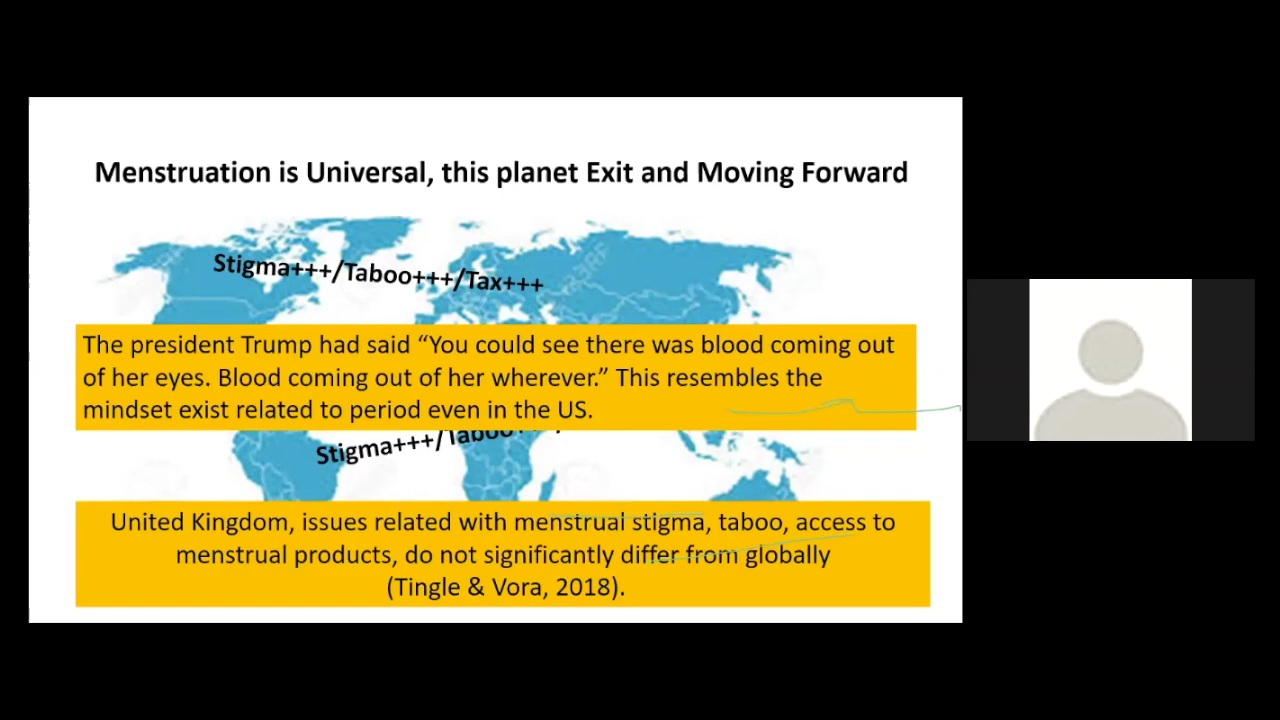 Menstruation is Universal, this planet Exit and Moving Forward
Stigma+++/Taboo+++/Tax+++
The president Trump had said “You could see there was blood coming out
of her eyes. Blood coming out of her wherever.” This resembles the
mindset exist related to period even in the US.
Stigma+++/Taboo
United Kingdom, issues related with menstrual stigma, taboo, access to
menstrual products, do not significantly differ from globally
(Tingle & Vora, 2018).